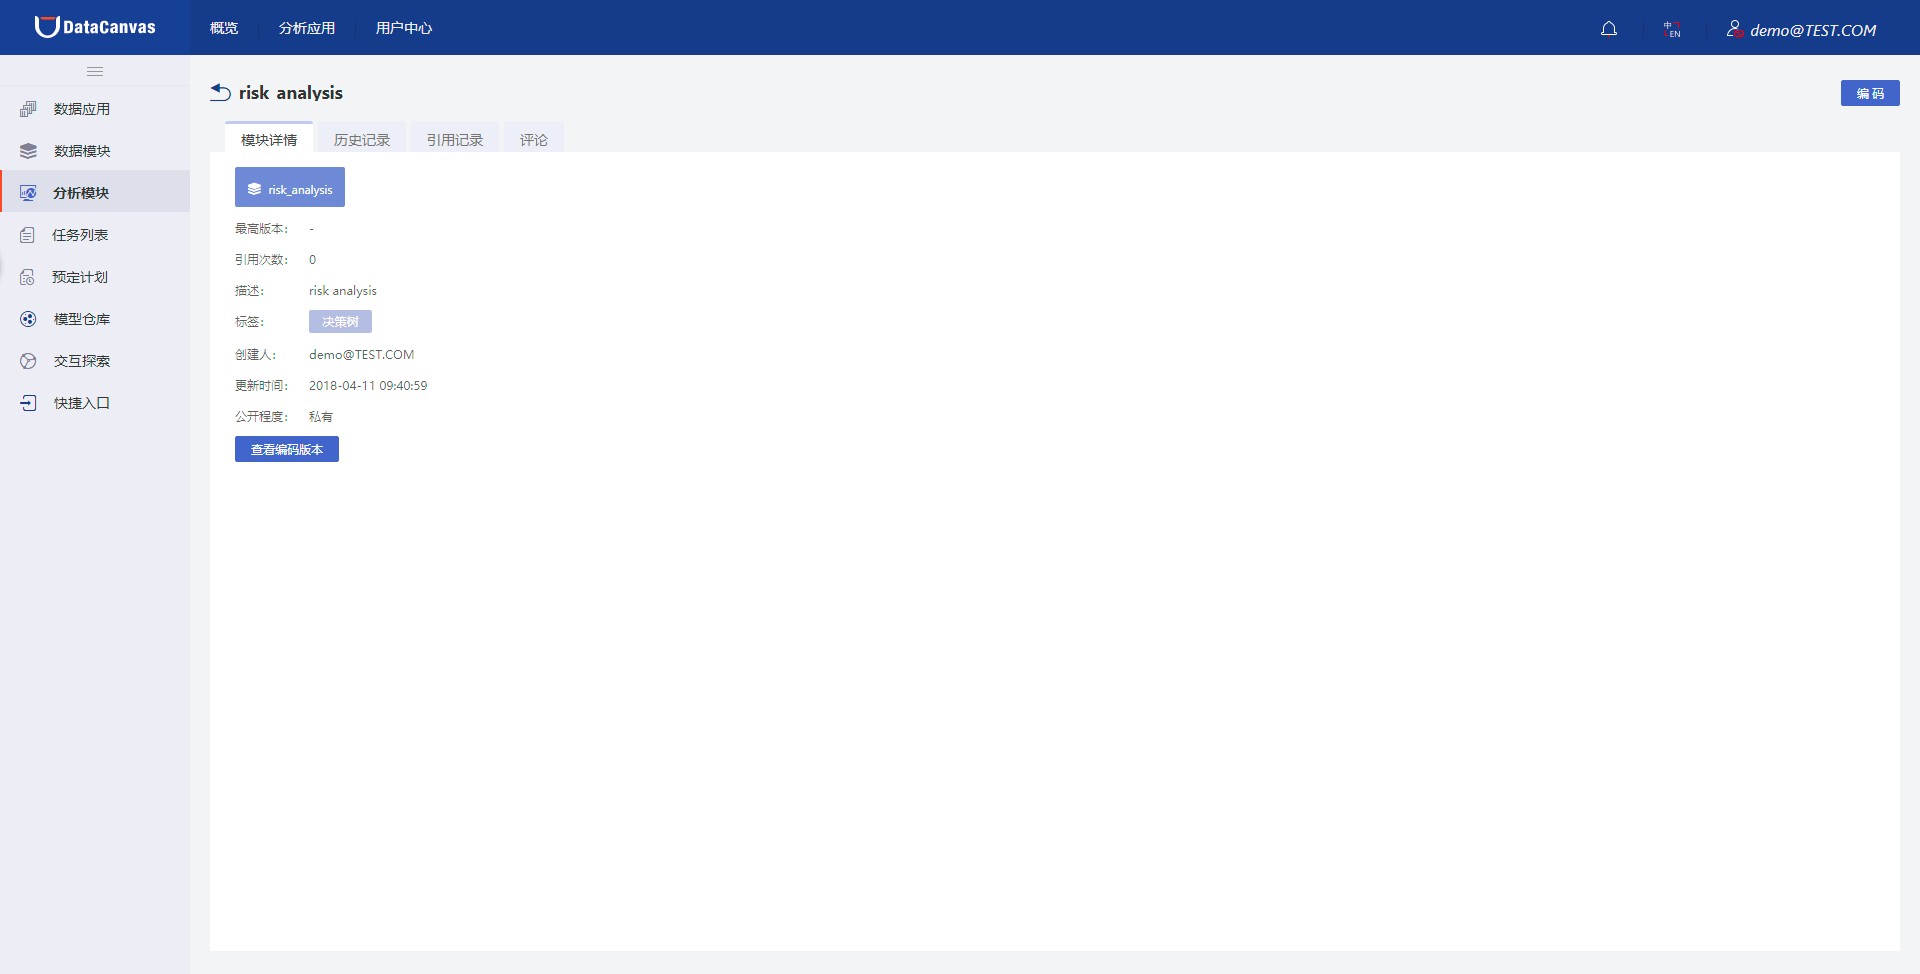 DataCanvas
概览
分析应用
用户中心
中
EN
demo@TEST.COM
数据应用
数据模块
分析模块
任务列表
预定计划
模型仓库
交互探索
快捷入口
risk analysis
编码
模块详情
历史记录
引用记录
评论
risk_analysis
最高版本： -
引用次数： 0
描述： risk analysis
标签： 决策树
创建人： demo@TEST.COM
更新时间： 2018-04-11 09:40:59
公开程度： 私有
查看编码版本